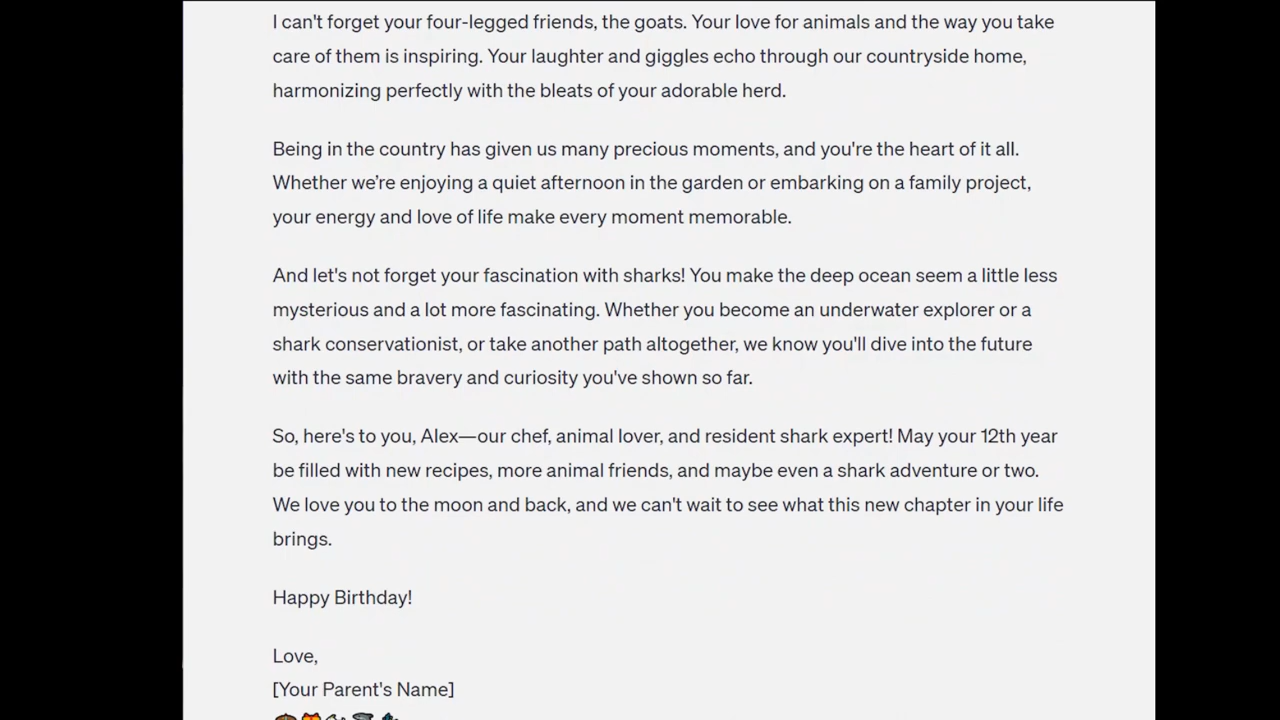 I can't forget your four-legged friends, the goats. Your love for animals and the way you take
care of them is inspiring. Your laughter and giggles echo through our countryside home,
harmonizing perfectly with the bleats of your adorable herd.
Being in the country has given us many precious moments, and you're the heart of it all.
Whether we’re enjoying a quiet afternoon in the garden or embarking on a family project,
your energy and love of life make every moment memorable.
And let's not forget your fascination with sharks! You make the deep ocean seem a little less
mysterious and a lot more fascinating. Whether you become an underwater explorer or a
shark conservationist, or take another path altogether, we know you'll dive into the future
with the same bravery and curiosity you've shown so far.
So, here's to you, Alex—our chef, animal lover, and resident shark expert! May your 12th year
be filled with new recipes, more animal friends, and maybe even a shark adventure or two.
We love you to the moon and back, and we can't wait to see what this new chapter in your life
brings.
Happy Birthday!
Love,
[Your Parent's Name]